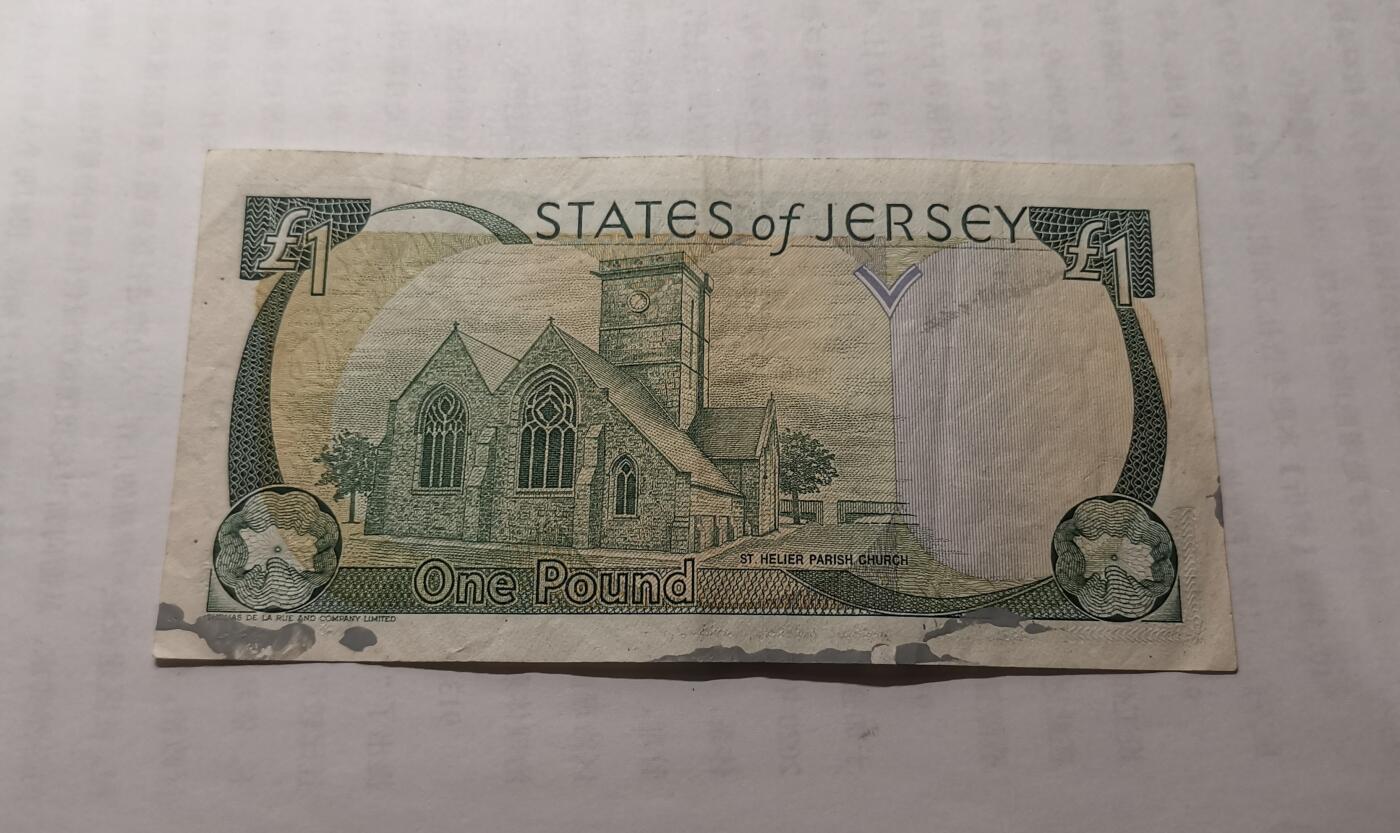 £1 STATES of JERSEY £1
ST. HELIER PARISH CHURCH
One Pound
THOMAS DE LA RUE AND COMPANY LIMITED